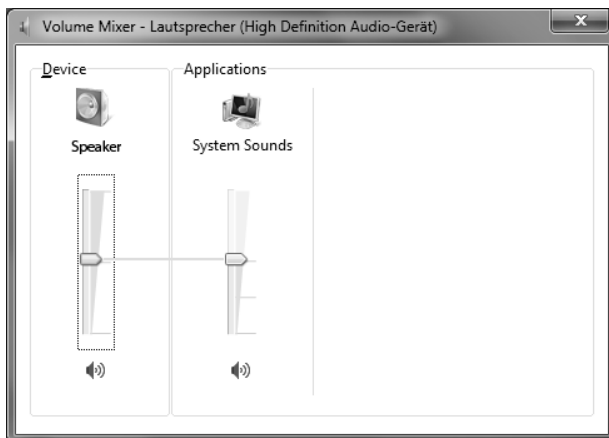 Volume Mixer - Lautsprecher (High Definition Audio-Gerät)
Device
Applications
Speaker
System Sounds